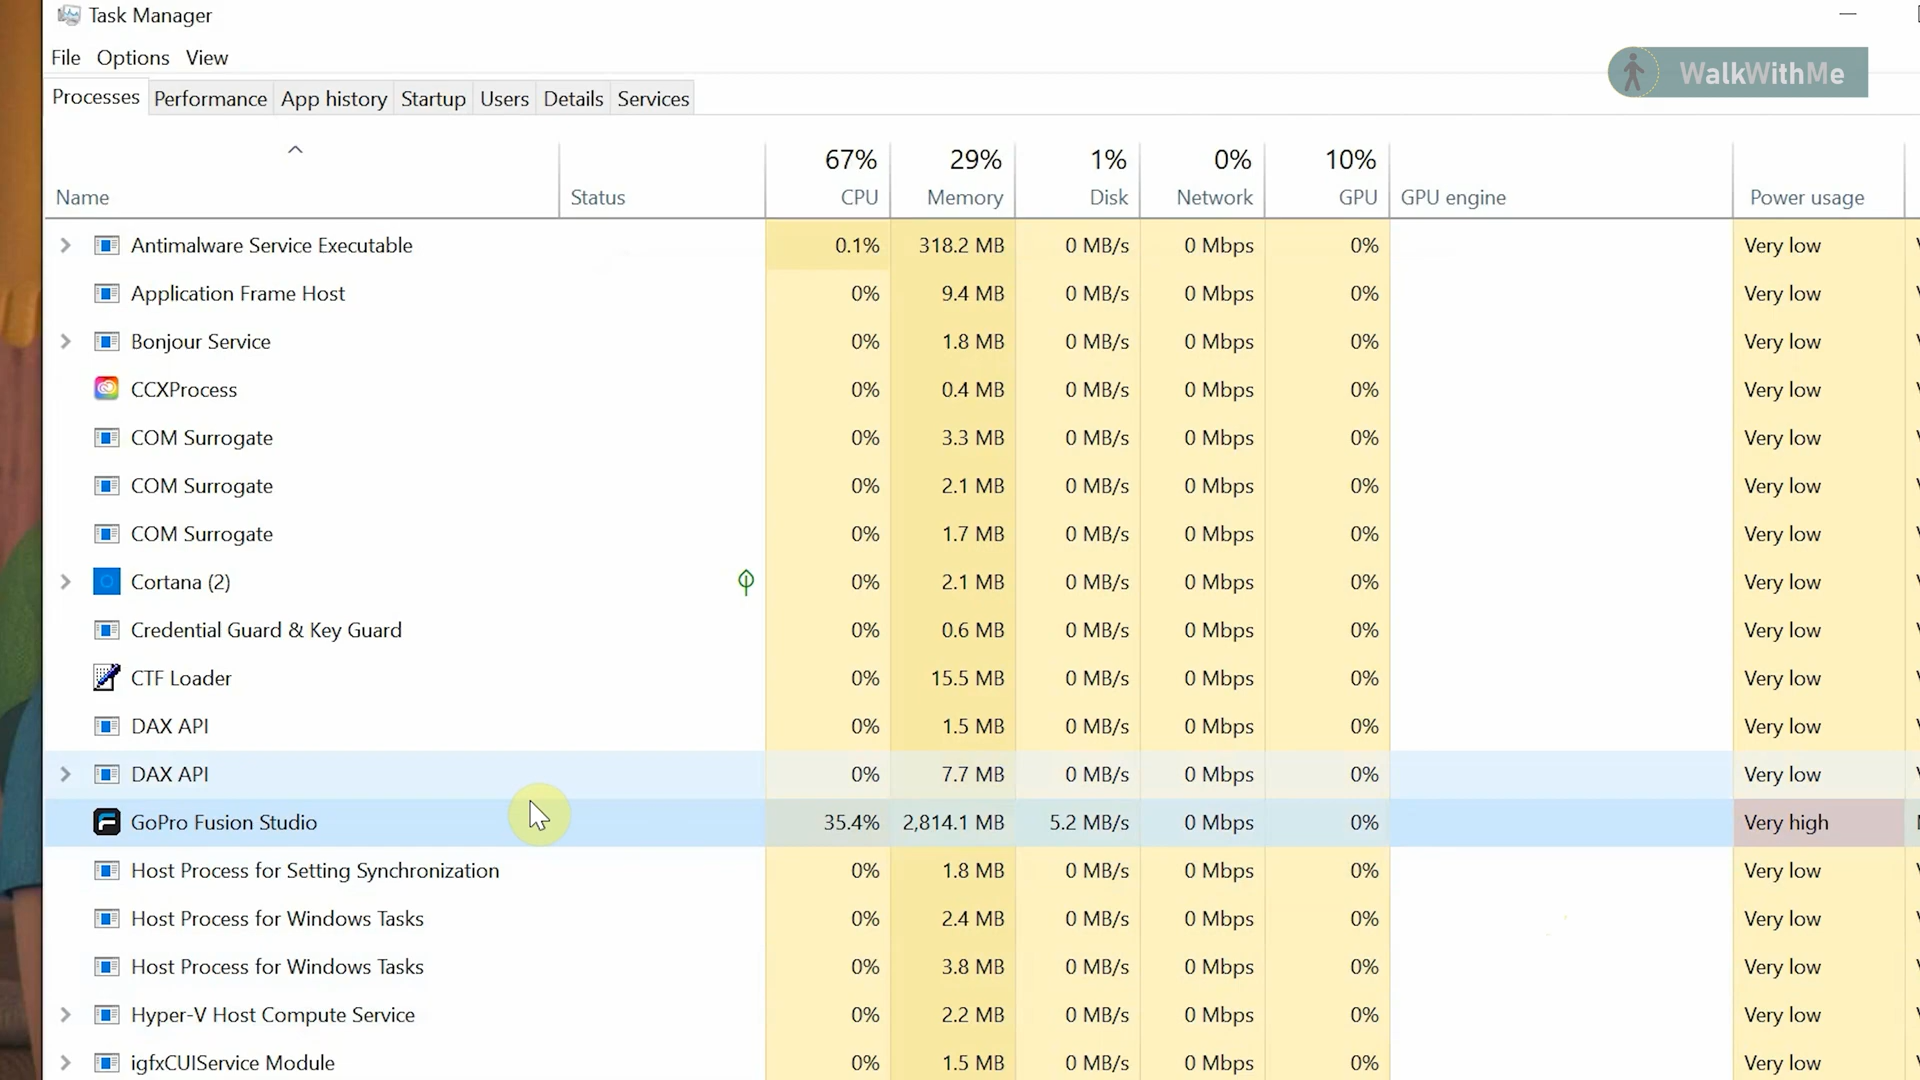 Task Manager
File Options View
WalkWithMe
Processes Performance App history Startup Users Details Services
67% 29% 1% 0% 10%
Name Status CPU Memory Disk Network GPU GPU engine Power usage
Antimalware Service Executable 0.1% 318.2 MB 0 MB/s 0 Mbps 0% Very low
Application Frame Host 0% 9.4 MB 0 MB/s 0 Mbps 0% Very low
Bonjour Service 0% 1.8 MB 0 MB/s 0 Mbps 0% Very low
CCXProcess 0% 0.4 MB 0 MB/s 0 Mbps 0% Very low
COM Surrogate 0% 3.3 MB 0 MB/s 0 Mbps 0% Very low
COM Surrogate 0% 2.1 MB 0 MB/s 0 Mbps 0% Very low
COM Surrogate 0% 1.7 MB 0 MB/s 0 Mbps 0% Very low
Cortana (2) 0% 2.1 MB 0 MB/s 0 Mbps 0% Very low
Credential Guard & Key Guard 0% 0.6 MB 0 MB/s 0 Mbps 0% Very low
CTF Loader 0% 15.5 MB 0 MB/s 0 Mbps 0% Very low
DAX API 0% 1.5 MB 0 MB/s 0 Mbps 0% Very low
DAX API 0% 7.7 MB 0 MB/s 0 Mbps 0% Very low
GoPro Fusion Studio 35.4% 2,814.1 MB 5.2 MB/s 0 Mbps 0% Very high
Host Process for Setting Synchronization 0% 1.8 MB 0 MB/s 0 Mbps 0% Very low
Host Process for Windows Tasks 0% 2.4 MB 0 MB/s 0 Mbps 0% Very low
Host Process for Windows Tasks 0% 3.8 MB 0 MB/s 0 Mbps 0% Very low
Hyper-V Host Compute Service 0% 2.2 MB 0 MB/s 0 Mbps 0% Very low
igfxCUIService Module 0% 1.5 MB 0 MB/s 0 Mbps 0% Very low